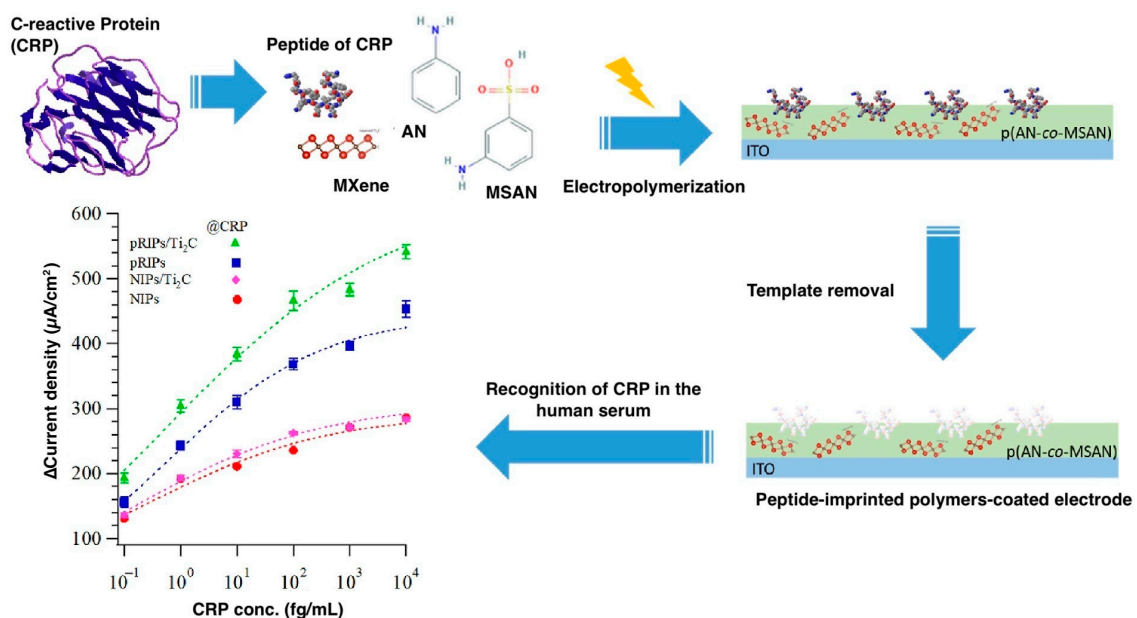 C-reactive Protein
(CRP)
Peptide of CRP
AN
MXene
MSAN
H
N
H
H
O
O
S
O
H
N
H
Electropolymerization
p(AN-co-MSAN)
ITO
Template removal
p(AN-co-MSAN)
ITO
Peptide-imprinted polymers-coated electrode
Recognition of CRP in the
human serum
@CRP
pRIPs/Ti₂C
pRIPs
NIPs/Ti₂C
NIPs
ΔCurrent density (µA/cm²)
600
500
400
300
200
100
10⁻¹ 10⁰ 10¹ 10² 10³ 10⁴
CRP conc. (fg/mL)